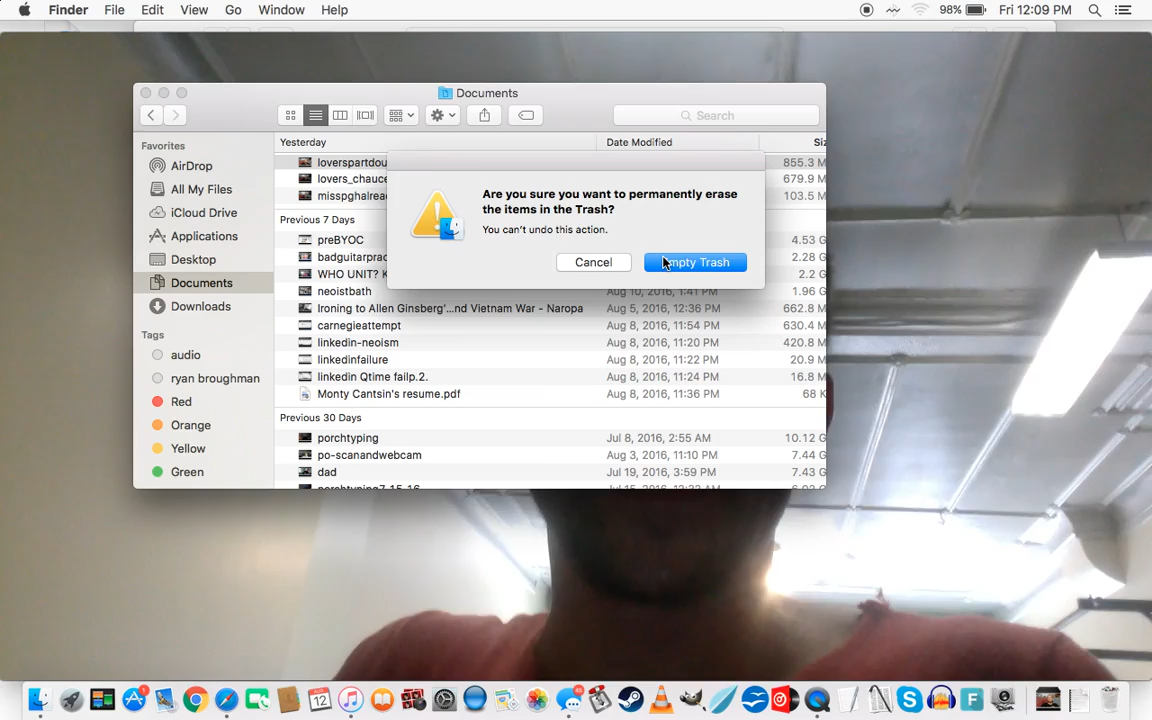 Finder File Edit View Go Window Help 98% Fri 12:09 PM
Documents
Search
Favorites
AirDrop
All My Files
iCloud Drive
Applications
Desktop
Documents
Downloads
Tags
audio
ryan broughman
Red
Orange
Yellow
Green
Yesterday Date Modified Siz
loverspartdou 855.3 M
lovers_chauce 679.9 M
misspghalrea 103.5 M
Are you sure you want to permanently erase
the items in the Trash?
You can't undo this action.
Cancel Empty Trash
Previous 7 Days
preBYOC 4.53 G
badguitarprac 2.28 G
WHO UNIT? K 2.2 G
neoistbath Aug 10, 2016, 1:41 PM 1.96 G
Ironing to Allen Ginsberg'...nd Vietnam War - Naropa Aug 5, 2016, 12:36 PM 662.8 M
carnegieattempt Aug 8, 2016, 11:54 PM 630.4 M
linkedin-neoism Aug 8, 2016, 11:20 PM 420.8 M
linkedinfailure Aug 8, 2016, 11:22 PM 20.9 M
linkedin Qtime failp.2. Aug 8, 2016, 11:24 PM 16.8 M
Monty Cantsin's resume.pdf Aug 8, 2016, 11:36 PM 68 K
Previous 30 Days
porchtyping Jul 8, 2016, 2:55 AM 10.12 G
po-scanandwebcam Aug 3, 2016, 11:10 PM 7.44 G
dad Jul 19, 2016, 3:59 PM 7.43 G